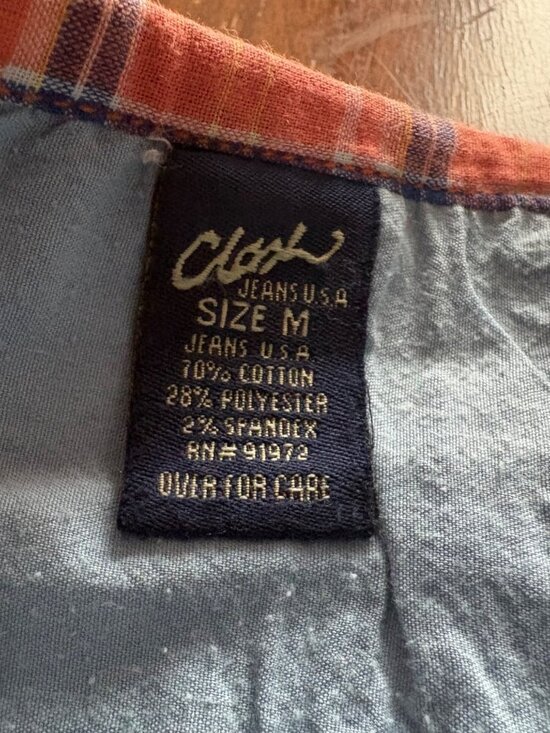 Clash
JEANS U.S.A
SIZE M
JEANS U S A
70% COTTON
28% POLYESTER
2% SPANDEX
RN# 91972
OVER FOR CARE